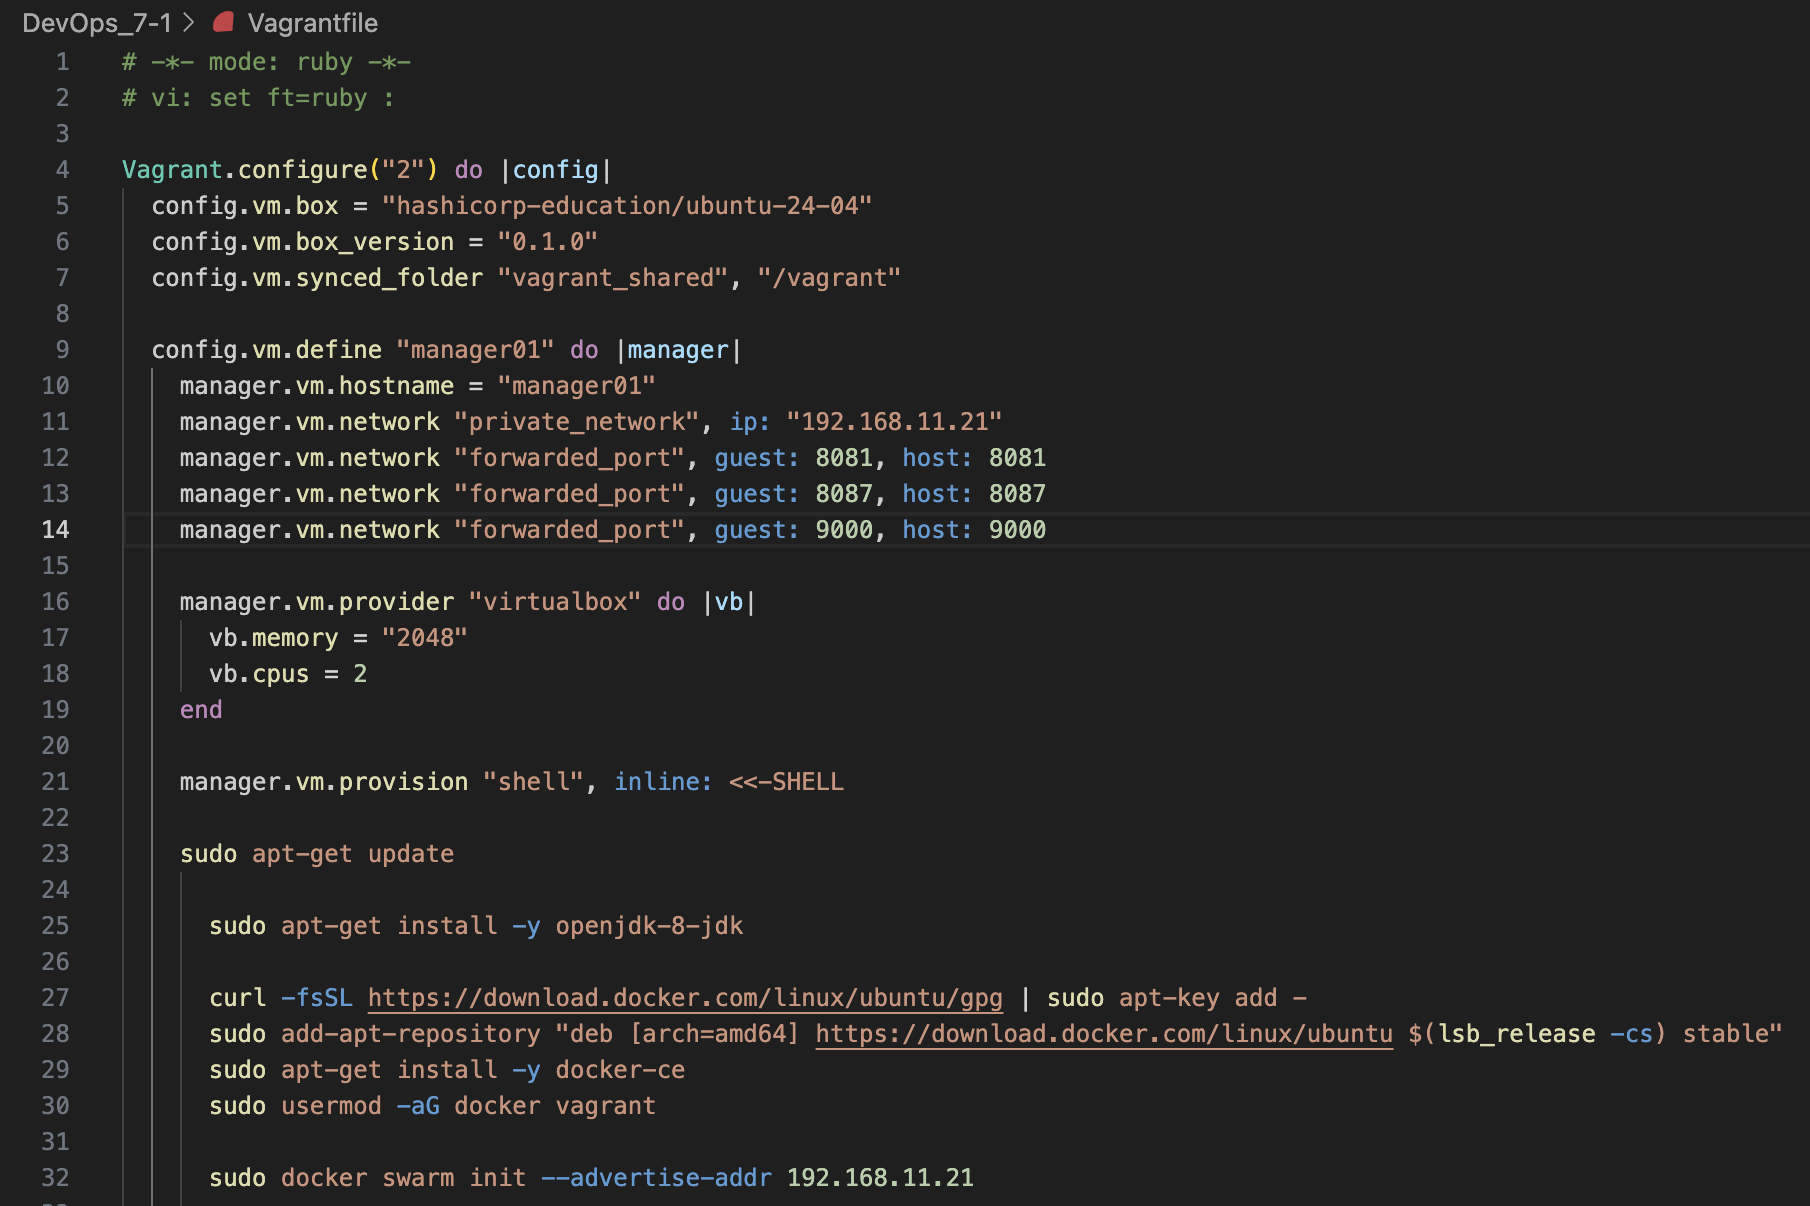 DevOps_7-1 > Vagrantfile
1 # -*- mode: ruby -*-
2 # vi: set ft=ruby :
3
4 Vagrant.configure("2") do |config|
5   config.vm.box = "hashicorp-education/ubuntu-24-04"
6   config.vm.box_version = "0.1.0"
7   config.vm.synced_folder "vagrant_shared", "/vagrant"
8
9   config.vm.define "manager01" do |manager|
10     manager.vm.hostname = "manager01"
11     manager.vm.network "private_network", ip: "192.168.11.21"
12     manager.vm.network "forwarded_port", guest: 8081, host: 8081
13     manager.vm.network "forwarded_port", guest: 8087, host: 8087
14     manager.vm.network "forwarded_port", guest: 9000, host: 9000
15
16     manager.vm.provider "virtualbox" do |vb|
17       vb.memory = "2048"
18       vb.cpus = 2
19     end
20
21     manager.vm.provision "shell", inline: <<-SHELL
22
23     sudo apt-get update
24
25       sudo apt-get install -y openjdk-8-jdk
26
27       curl -fsSL https://download.docker.com/linux/ubuntu/gpg | sudo apt-key add -
28       sudo add-apt-repository "deb [arch=amd64] https://download.docker.com/linux/ubuntu $(lsb_release -cs) stable"
29       sudo apt-get install -y docker-ce
30       sudo usermod -aG docker vagrant
31
32       sudo docker swarm init --advertise-addr 192.168.11.21